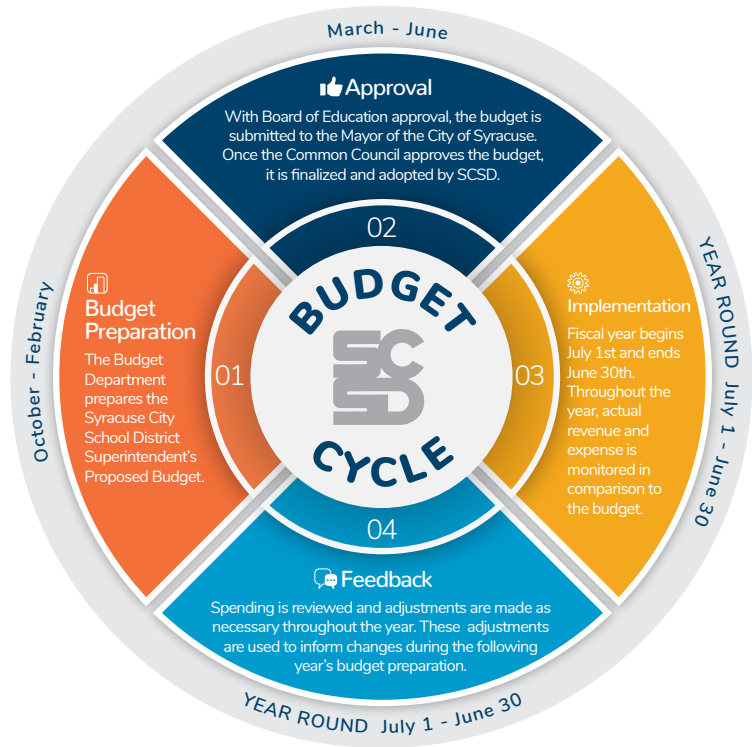 March - June
Approval
With Board of Education approval, the budget is
submitted to the Mayor of the City of Syracuse.
Once the Common Council approves the budget,
it is finalized and adopted by SCSD.
02
October - February
Budget
Preparation
The Budget
Department
prepares the
Syracuse City
School District
Superintendent's
Proposed Budget.
01
BUDGET
SC
SD
CYCLE
03
Implementation
Fiscal year begins
July 1st and ends
June 30th.
Throughout the
year, actual
revenue and
expense is
monitored in
comparison to
the budget.
YEAR ROUND July 1 - June 30
04
Feedback
Spending is reviewed and adjustments are made as
necessary throughout the year. These adjustments
are used to inform changes during the following
year's budget preparation.
YEAR ROUND July 1 - June 30